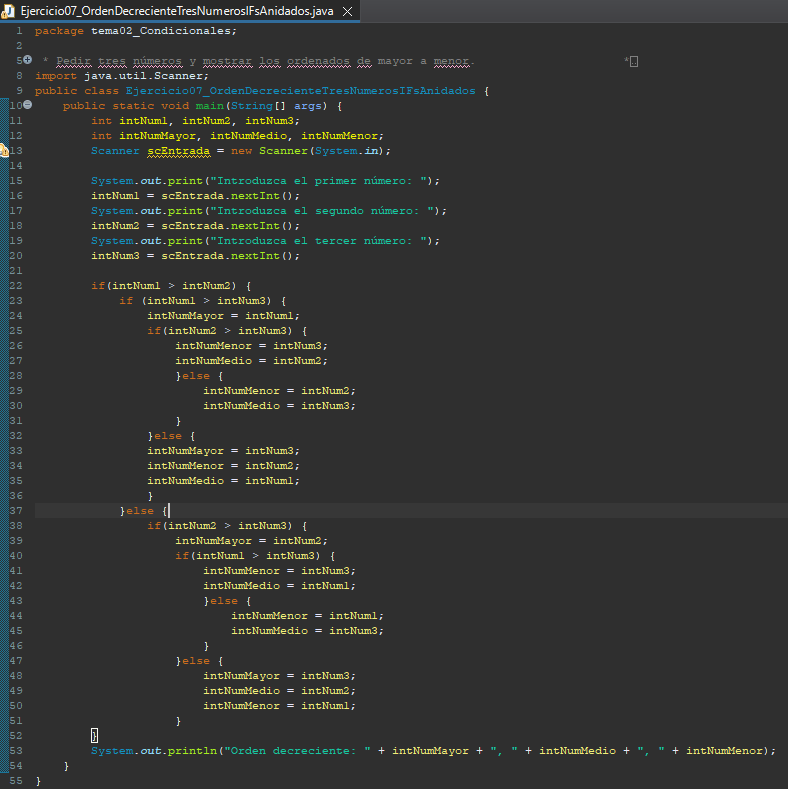 Ejercicio07_OrdenDecrecienteTresNumerosIFsAnidados.java
1 package tema02_Condicionales;
2
5 * Pedir tres números y mostrar los ordenados de mayor a menor. *
8 import java.util.Scanner;
9 public class Ejercicio07_OrdenDecrecienteTresNumerosIFsAnidados {
10 public static void main(String[] args) {
11 int intNum1, intNum2, intNum3;
12 int intNumMayor, intNumMedio, intNumMenor;
13 Scanner scEntrada = new Scanner(System.in);
14
15 System.out.print("Introduzca el primer número: ");
16 intNum1 = scEntrada.nextInt();
17 System.out.print("Introduzca el segundo número: ");
18 intNum2 = scEntrada.nextInt();
19 System.out.print("Introduzca el tercer número: ");
20 intNum3 = scEntrada.nextInt();
21
22 if(intNum1 > intNum2) {
23 if (intNum1 > intNum3) {
24 intNumMayor = intNum1;
25 if(intNum2 > intNum3) {
26 intNumMenor = intNum3;
27 intNumMedio = intNum2;
28 }else {
29 intNumMenor = intNum2;
30 intNumMedio = intNum3;
31 }
32 }else {
33 intNumMayor = intNum3;
34 intNumMenor = intNum2;
35 intNumMedio = intNum1;
36 }
37 }else {
38 if(intNum2 > intNum3) {
39 intNumMayor = intNum2;
40 if(intNum1 > intNum3) {
41 intNumMenor = intNum3;
42 intNumMedio = intNum1;
43 }else {
44 intNumMenor = intNum1;
45 intNumMedio = intNum3;
46 }
47 }else {
48 intNumMayor = intNum3;
49 intNumMedio = intNum2;
50 intNumMenor = intNum1;
51 }
52 }
53 System.out.println("Orden decreciente: " + intNumMayor + ", " + intNumMedio + ", " + intNumMenor);
54 }
55 }